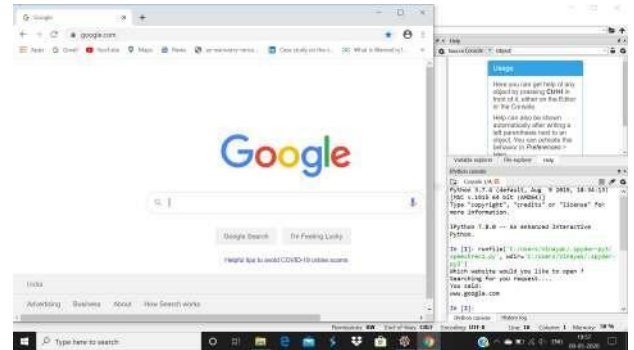 Google
google.com
Apps Gmail YouTube Maps News
Google
Google Search I'm Feeling Lucky
Helpful tips to avoid COVID-19 online scams
India
Advertising Business About How Search works
Help
Source Console Object
Usage
Here you can get help of any
object by pressing Ctrl+I in
front of it, either on the Editor
or the Console.
Help can also be shown
automatically after writing a
left parenthesis next to an
object. You can activate this
behavior in Preferences >
Variable explorer File explorer Help
IPython console
Console 1/A
Python 3.7.4 (default, Aug 9 2019, 18:34:13)
[MSC v.1915 64 bit (AMD64)]
Type "copyright", "credits" or "license" for
more information.
IPython 7.8.0 -- An enhanced Interactive
Python.
In [1]:
Which website would you like to open ?
Searching for you request....
You said:
www.google.com
In [2]:
IPython console History log
Permissions: RW End-of-lines: CRLF Encoding: UTF-8 Line: 18 Column: 1 Memory: 78 %
Type here to search
ENG